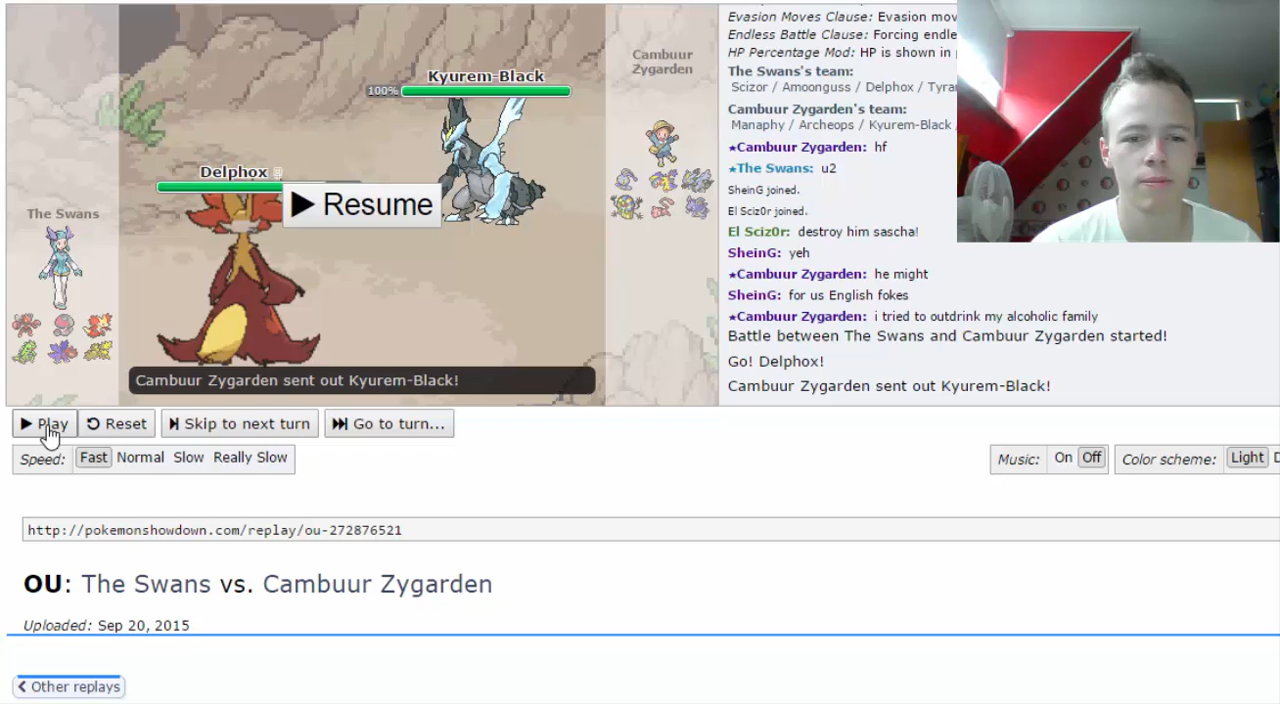 Kyurem-Black
100%
Delphox
Resume
The Swans
Cambuur
Zygarden
Cambuur Zygarden sent out Kyurem-Black!
Evasion Moves Clause: Evasion mov
Endless Battle Clause: Forcing endle
HP Percentage Mod: HP is shown in
The Swans's team:
Scizor / Amoonguss / Delphox / Tyra
Cambuur Zygarden's team:
Manaphy / Archeops / Kyurem-Black
★Cambuur Zygarden: hf
★The Swans: u2
SheinG joined.
El Sciz0r joined.
El Sciz0r: destroy him sascha!
SheinG: yeh
★Cambuur Zygarden: he might
SheinG: for us English fokes
★Cambuur Zygarden: i tried to outdrink my alcoholic family
Battle between The Swans and Cambuur Zygarden started!
Go! Delphox!
Cambuur Zygarden sent out Kyurem-Black!
Play Reset Skip to next turn Go to turn...
Speed: Fast Normal Slow Really Slow
Music: On Off Color scheme: Light D
http://pokemonshowdown.com/replay/ou-272876521
OU: The Swans vs. Cambuur Zygarden
Uploaded: Sep 20, 2015
Other replays